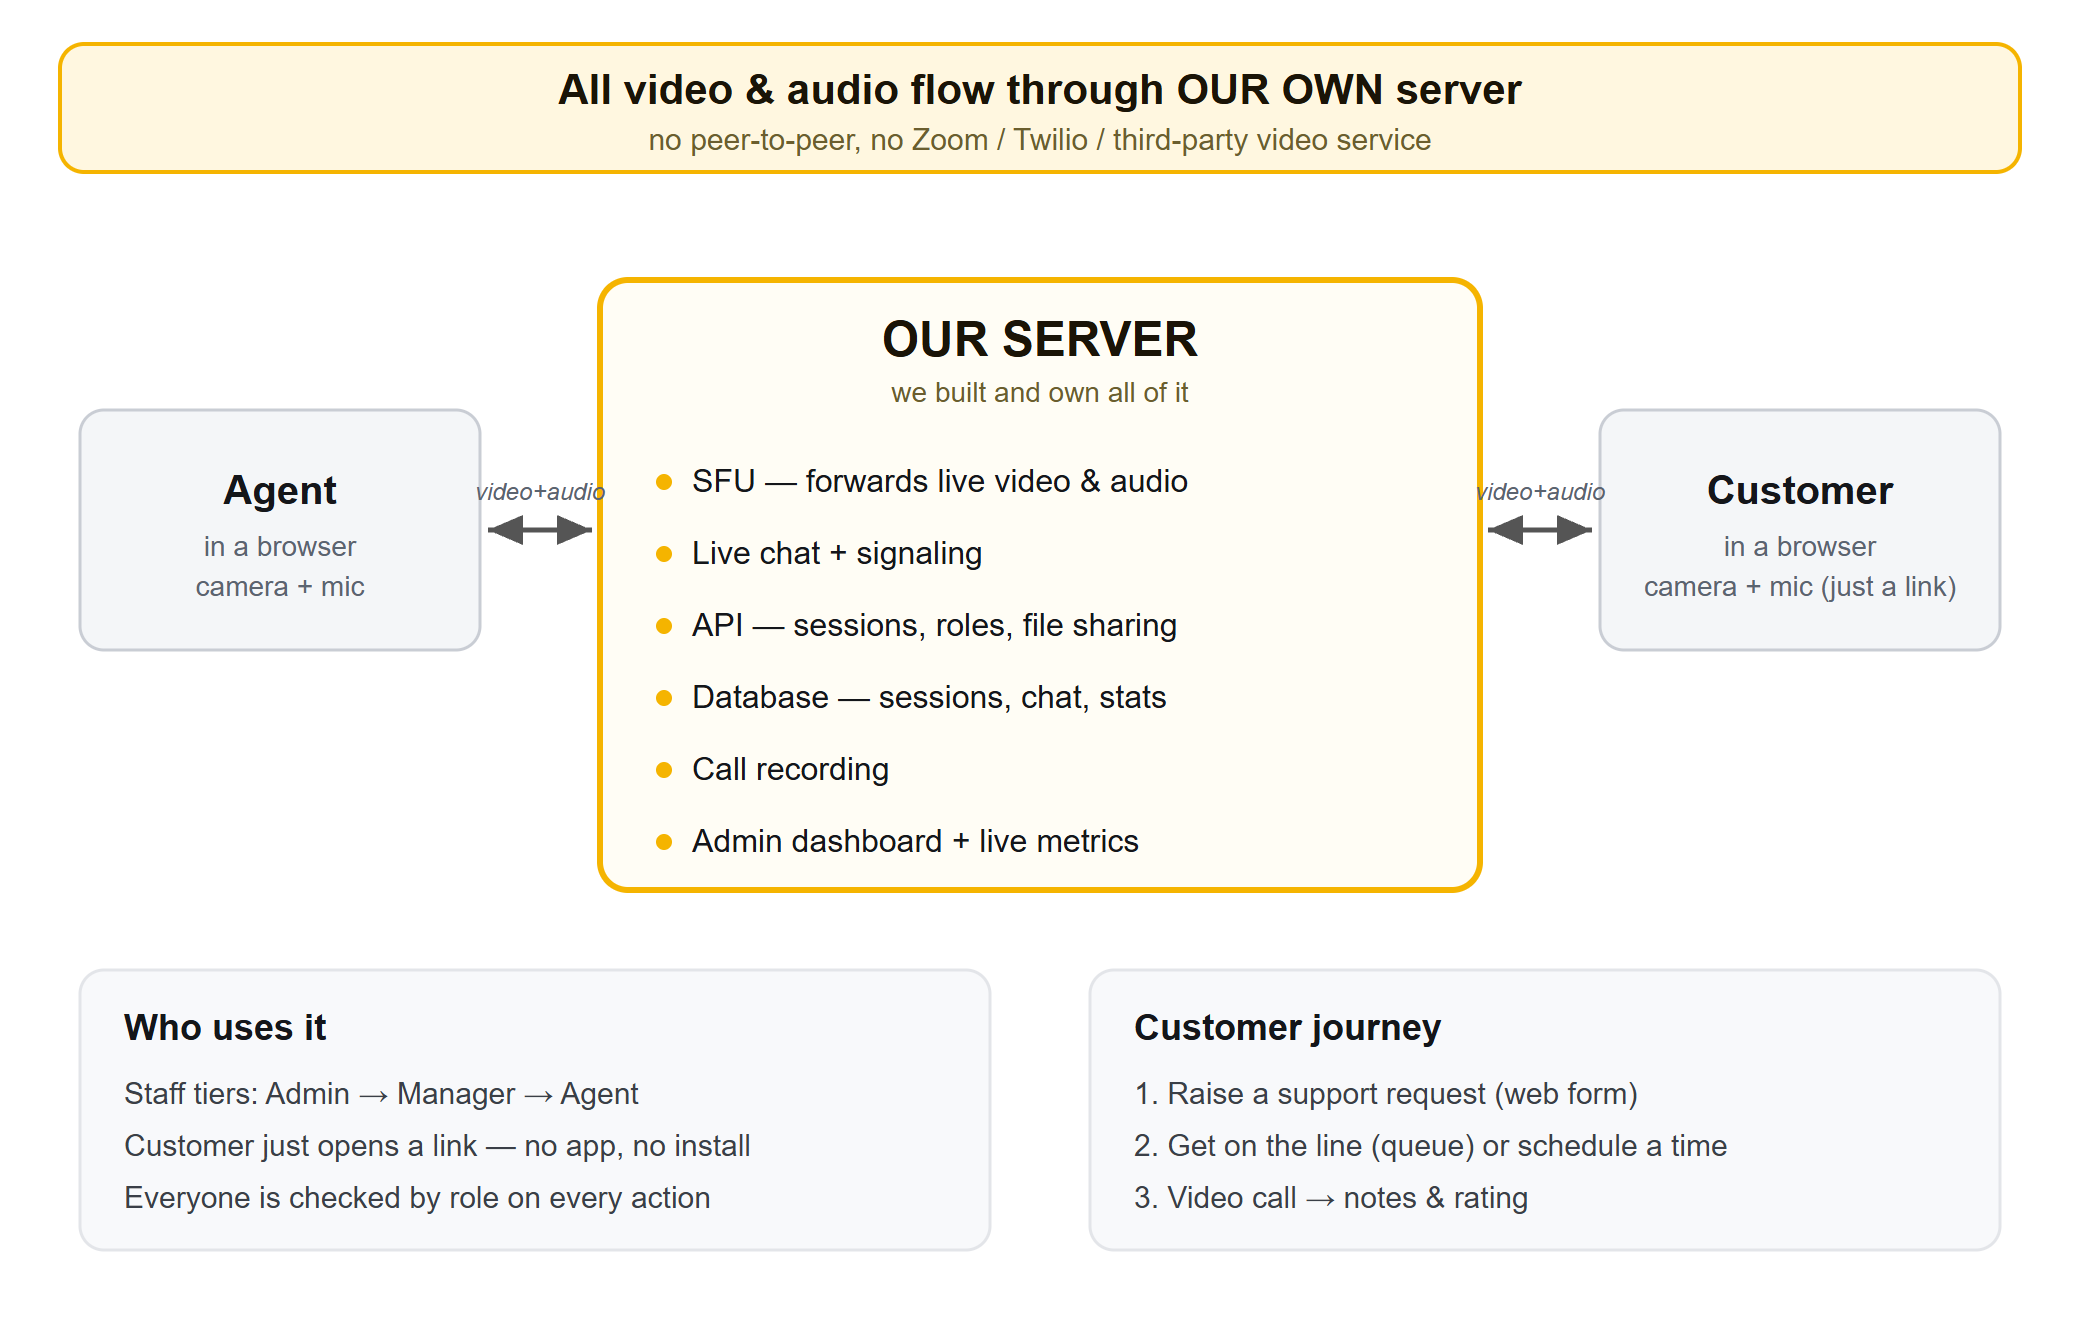 All video & audio flow through OUR OWN server
no peer-to-peer, no Zoom / Twilio / third-party video service
OUR SERVER
we built and own all of it
Agent
in a browser
camera + mic
video+audio
SFU — forwards live video & audio
Live chat + signaling
API — sessions, roles, file sharing
Database — sessions, chat, stats
Call recording
Admin dashboard + live metrics
video+audio
Customer
in a browser
camera + mic (just a link)
Who uses it
Staff tiers: Admin → Manager → Agent
Customer just opens a link — no app, no install
Everyone is checked by role on every action
Customer journey
1. Raise a support request (web form)
2. Get on the line (queue) or schedule a time
3. Video call → notes & rating